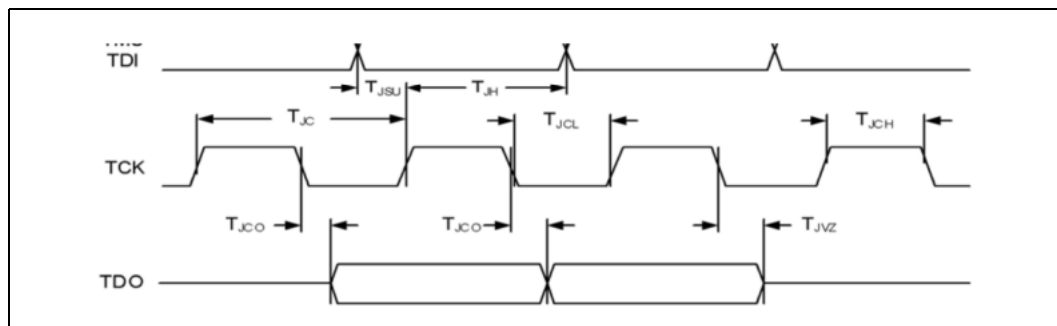 TDI
TJSU TJH
TJC TJCL TJCH
TCK
TJCO TJCO TJVZ
TDO